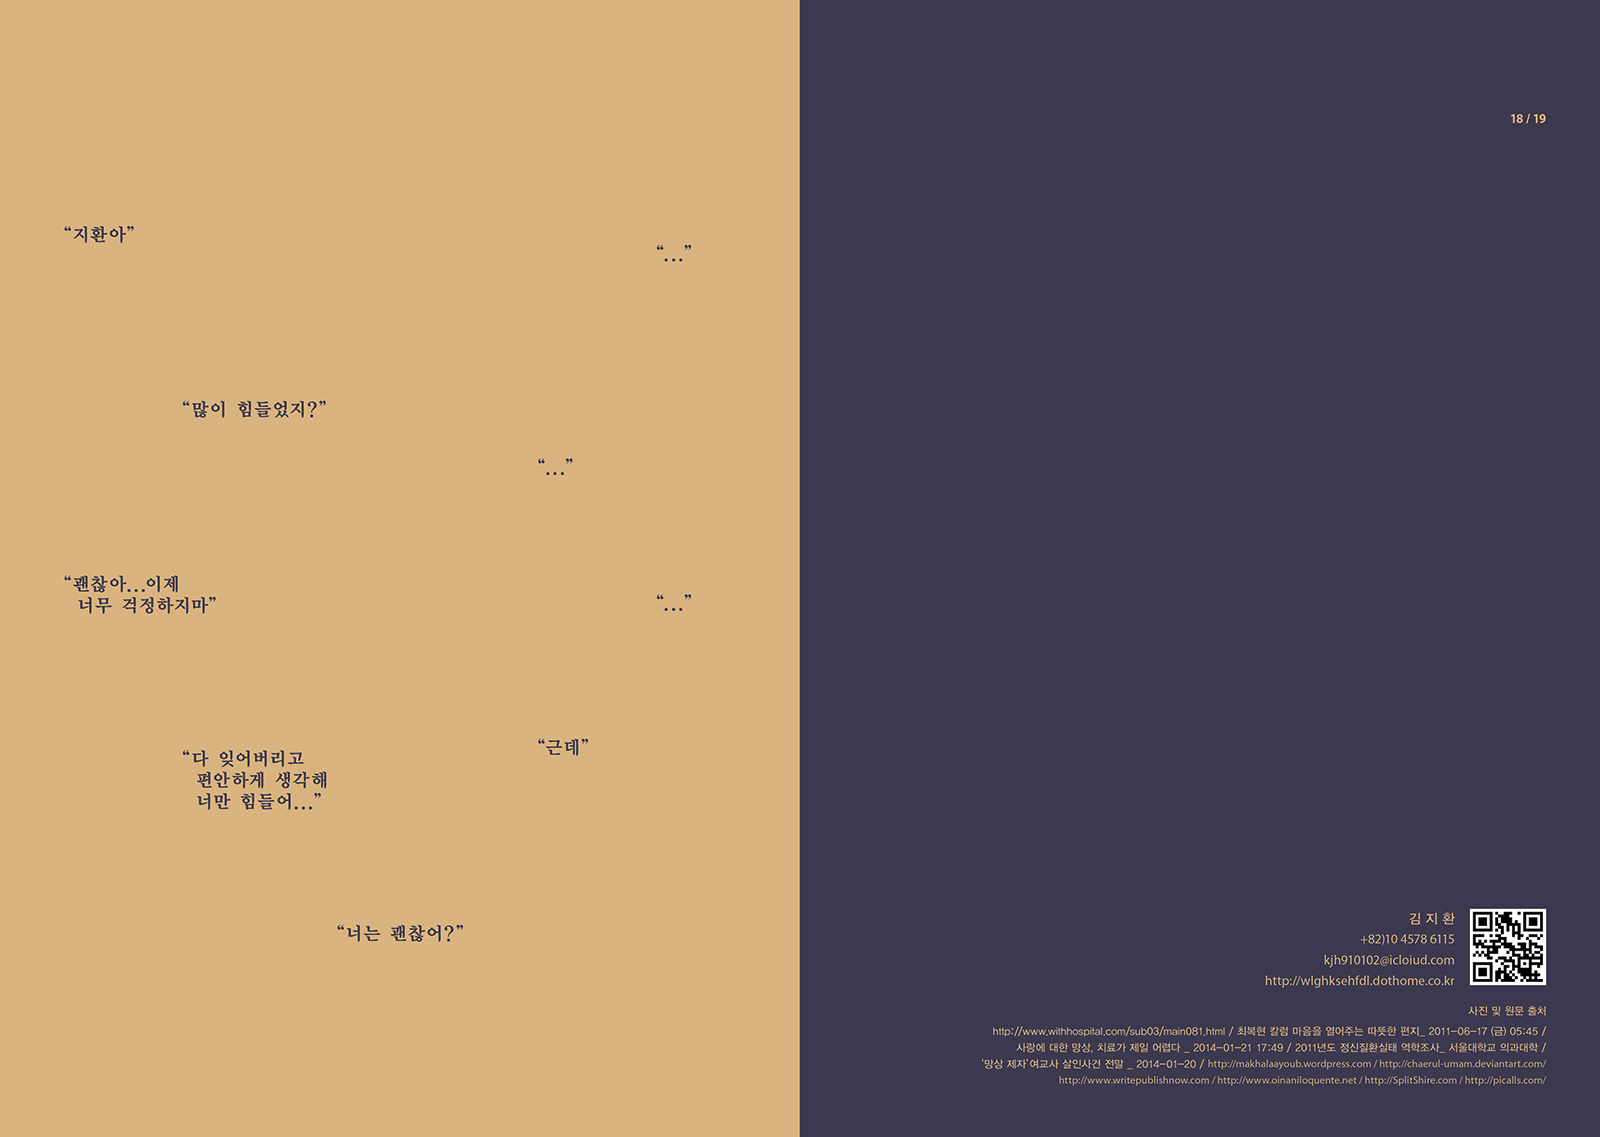 “지환아”
“...”
“많이 힘들었지?”
“...”
“괜찮아...이제
너무 걱정하지마”
“...”
“근데”
“다 잊어버리고
편안하게 생각해
너만 힘들어...”
“너는 괜찮어?”
18 / 19
김 지 환
+82)10 4578 6115
kjh910102@icloiud.com
http://wlghksehfdl.dothome.co.kr
사진 및 원문 출처
http://www.withhospital.com/sub03/main081.html / 최복현 칼럼 마음을 열어주는 따뜻한 편지_ 2011-06-17 (금) 05:45 /
사랑에 대한 망상, 치료가 제일 어렵다 _ 2014-01-21 17:49 / 2011년도 정신질환실태 역학조사_ 서울대학교 의과대학 /
'망상 제자'여교사 살인사건 전말 _ 2014-01-20 / http://makhalaayoub.wordpress.com / http://chaerul-umam.deviantart.com/
http://www.writepublishnow.com / http://www.oinaniloquente.net / http://SplitShire.com / http://picalls.com/